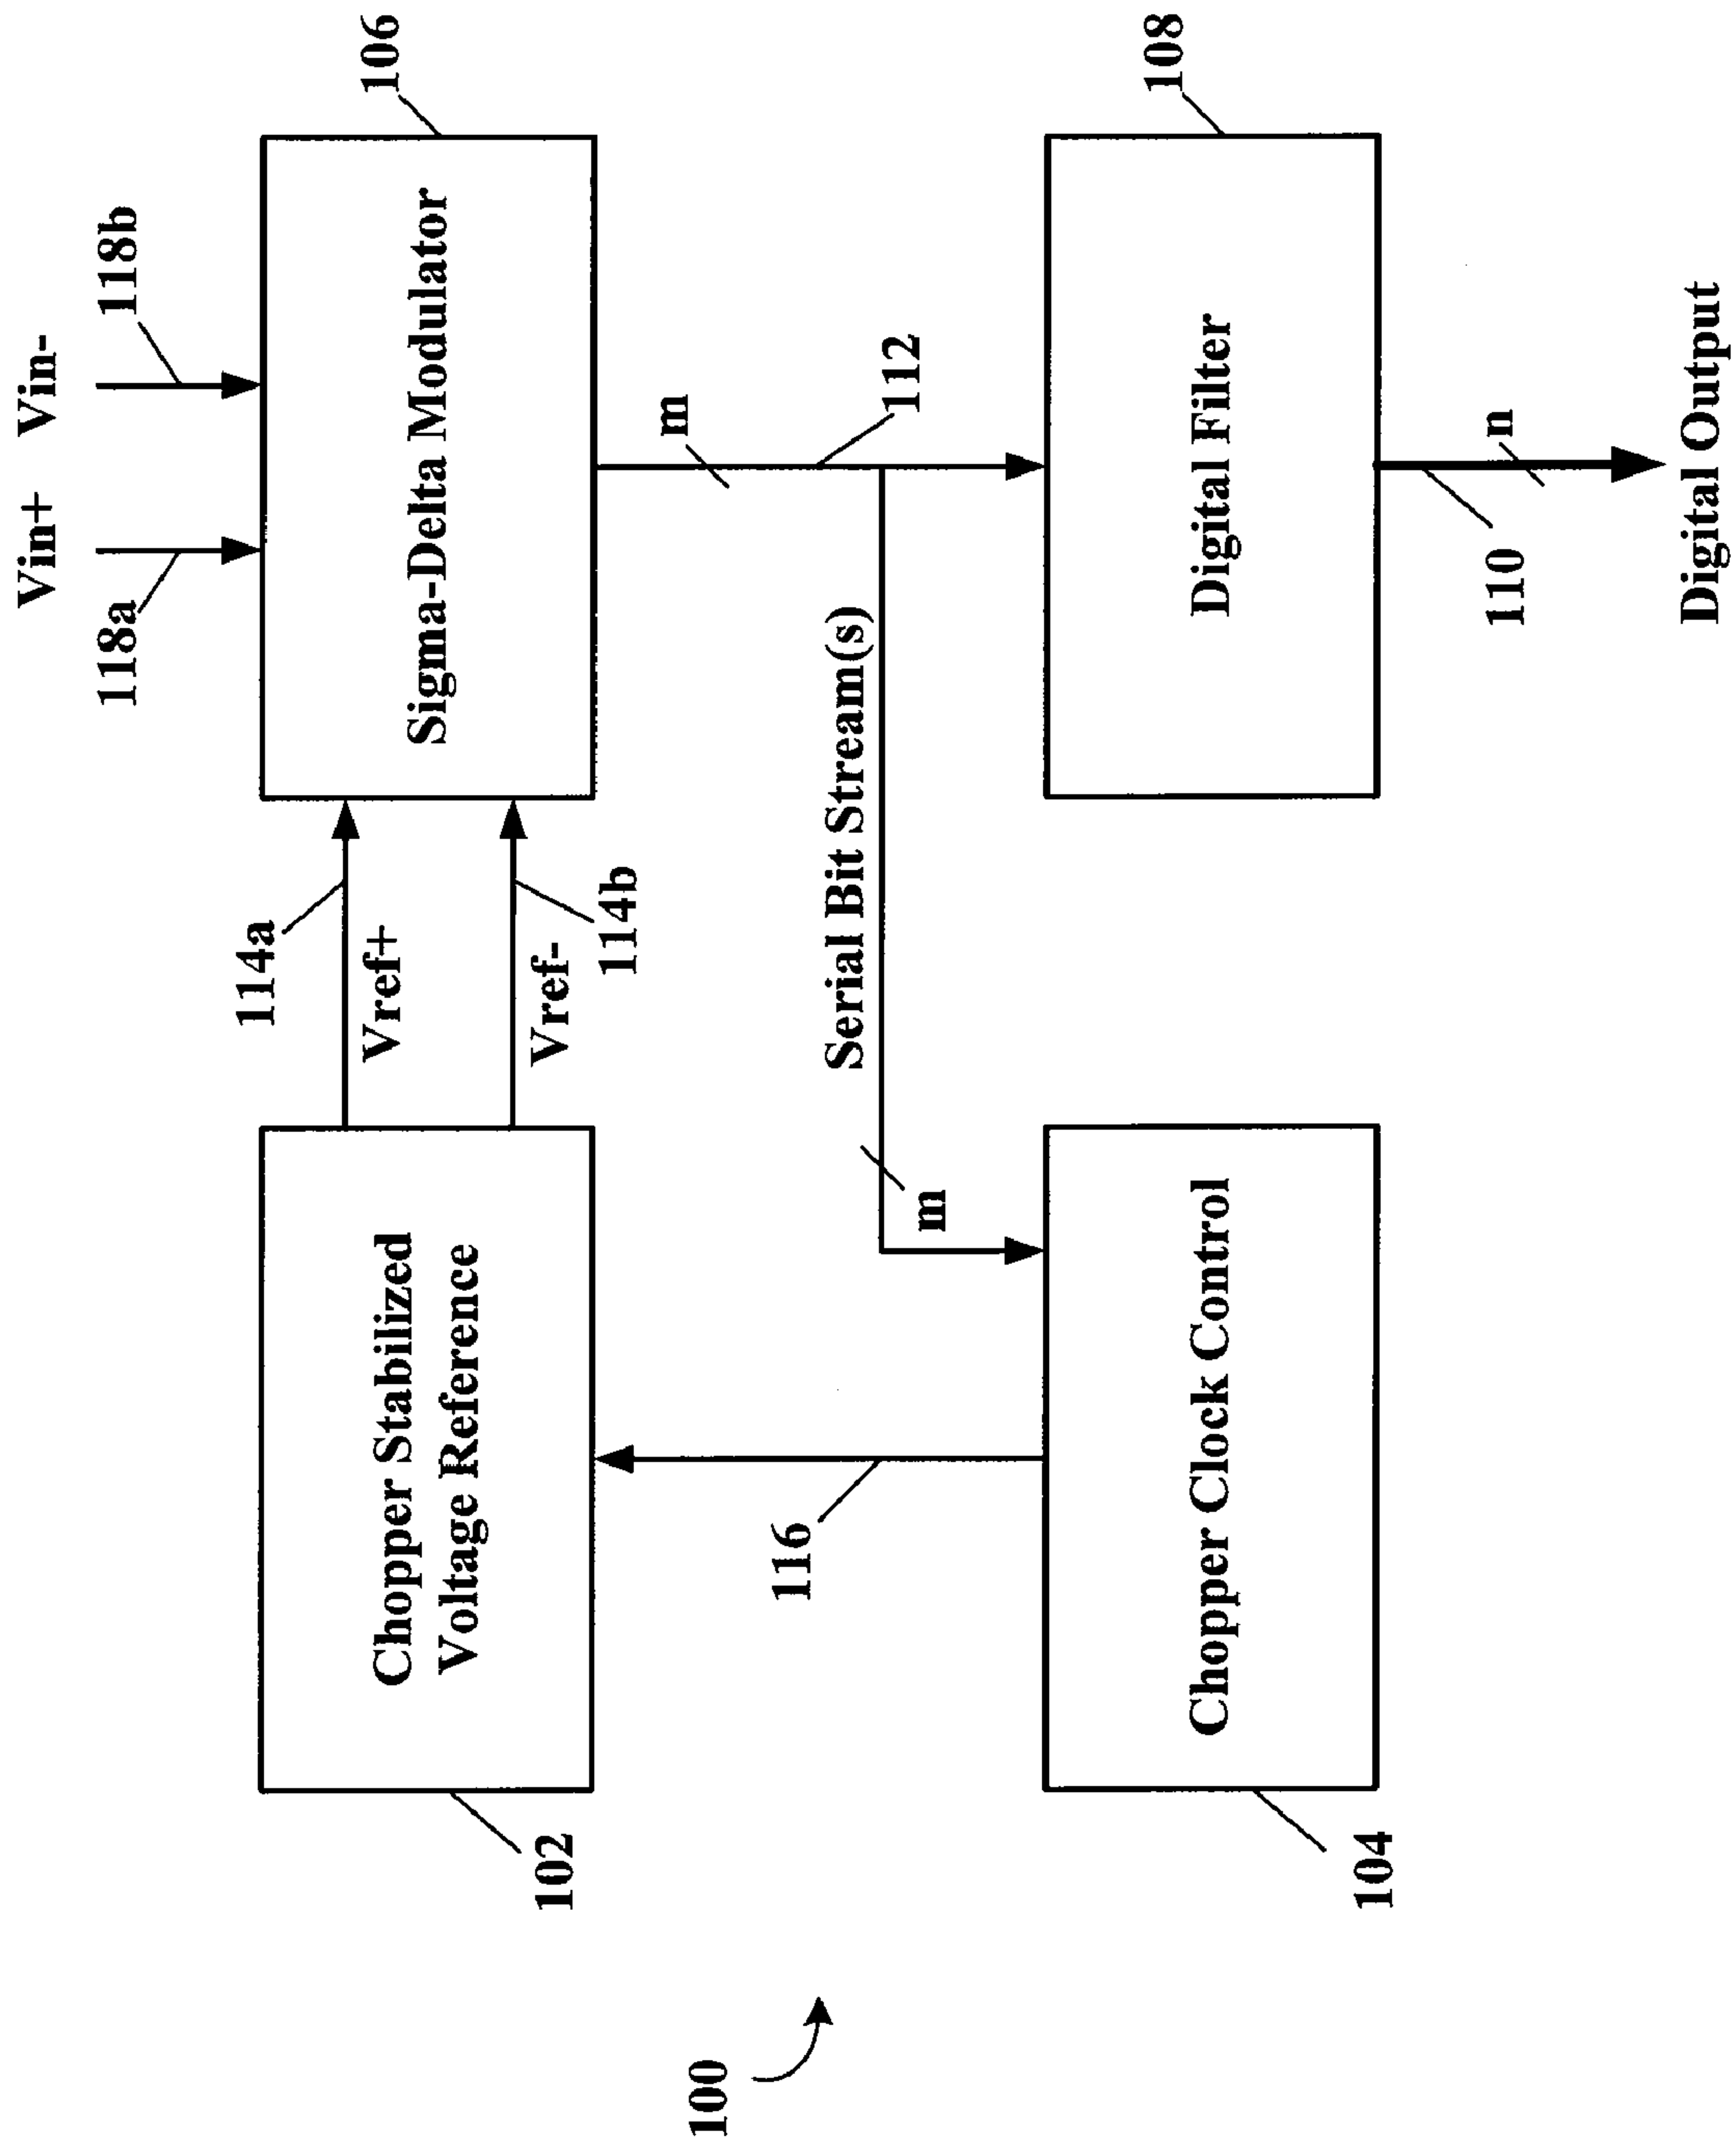 Vin+ Vin-
118a
118b
106
Sigma-Delta Modulator
114a
Vref+
Vref-
114b
Chopper Stabilized
Voltage Reference
102
m
112
Serial Bit Stream(s)
m
116
Chopper Clock Control
104
108
Digital Filter
110
n
Digital Output
100